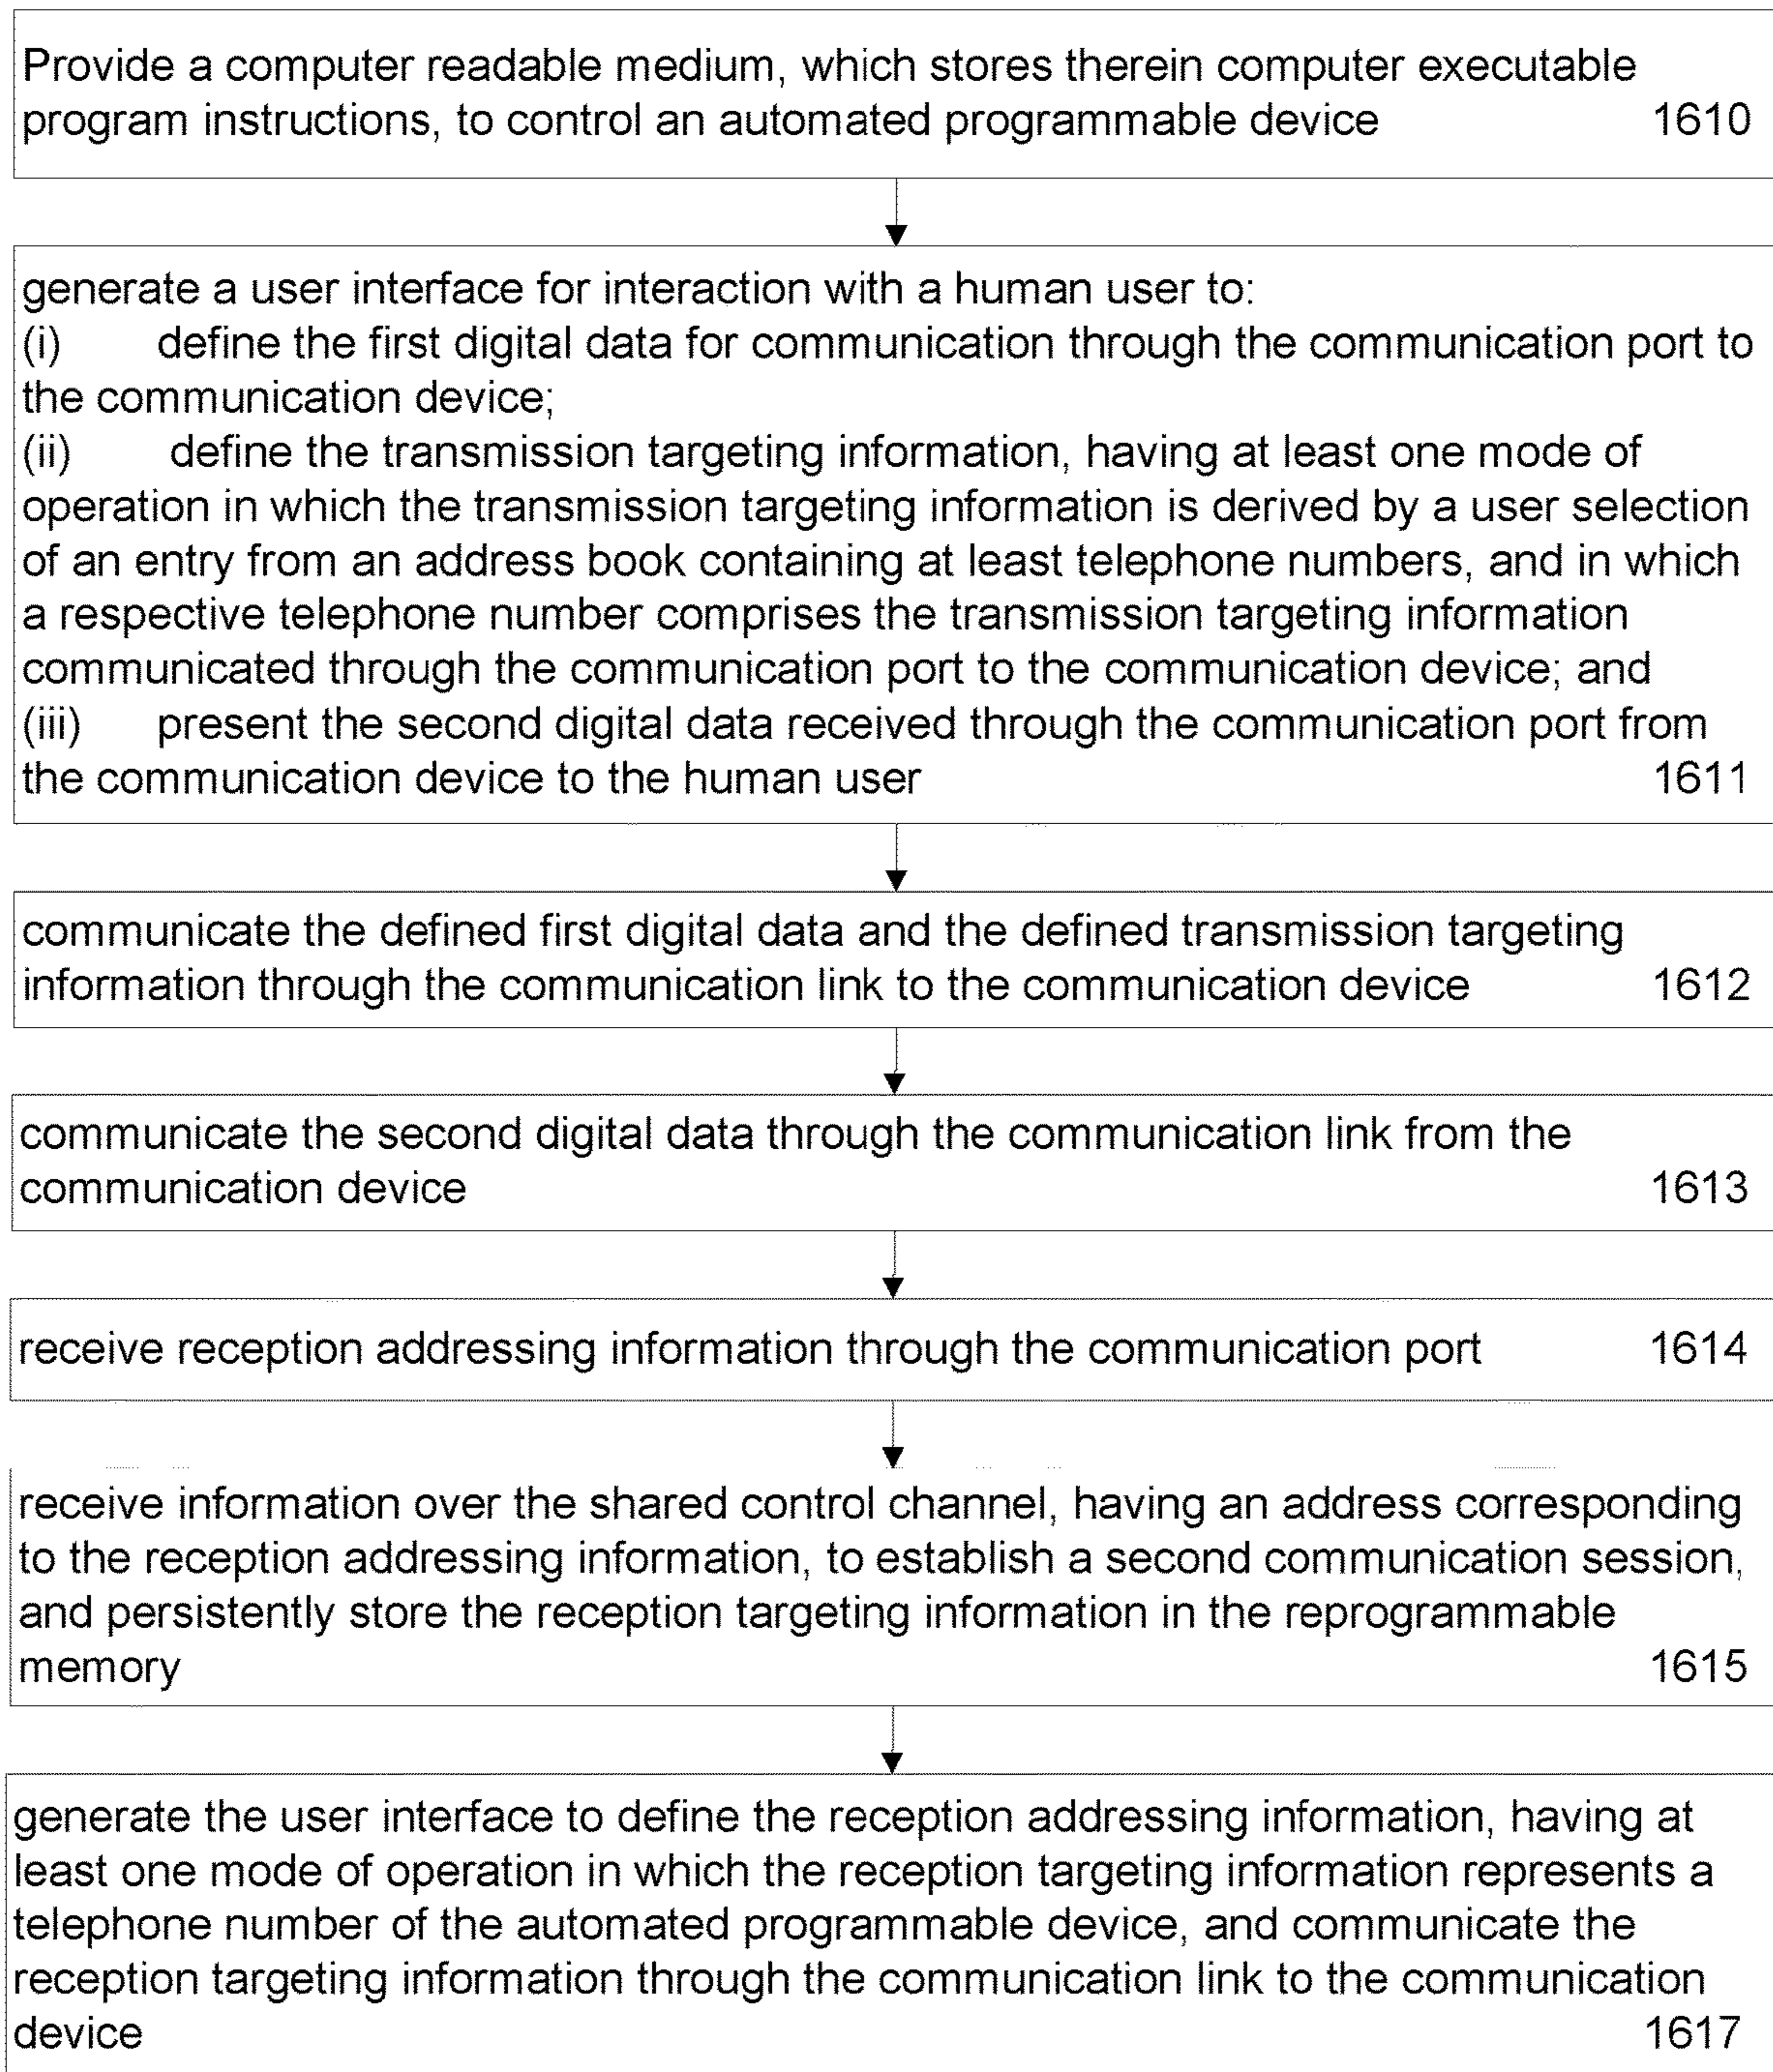 Provide a computer readable medium, which stores therein computer executable
program instructions, to control an automated programmable device 1610
generate a user interface for interaction with a human user to:
(i) define the first digital data for communication through the communication port to
the communication device;
(ii) define the transmission targeting information, having at least one mode of
operation in which the transmission targeting information is derived by a user selection
of an entry from an address book containing at least telephone numbers, and in which
a respective telephone number comprises the transmission targeting information
communicated through the communication port to the communication device; and
(iii) present the second digital data received through the communication port from
the communication device to the human user 1611
communicate the defined first digital data and the defined transmission targeting
information through the communication link to the communication device 1612
communicate the second digital data through the communication link from the
communication device 1613
receive reception addressing information through the communication port 1614
receive information over the shared control channel, having an address corresponding
to the reception addressing information, to establish a second communication session,
and persistently store the reception targeting information in the reprogrammable
memory 1615
generate the user interface to define the reception addressing information, having at
least one mode of operation in which the reception targeting information represents a
telephone number of the automated programmable device, and communicate the
reception targeting information through the communication link to the communication
device 1617